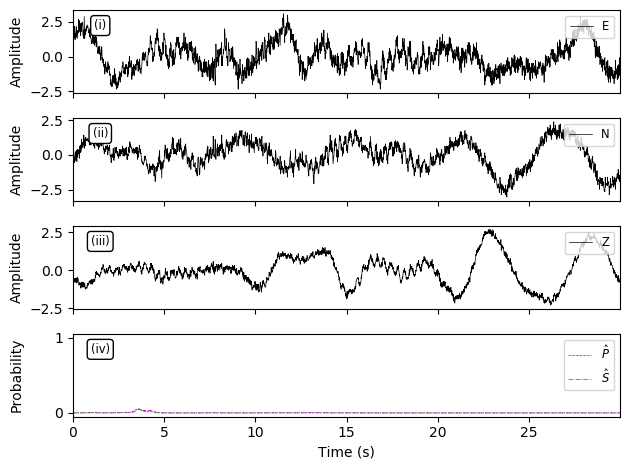 (i)
E
Amplitude
2.5
0.0
−2.5
(ii)
N
Amplitude
2.5
0.0
−2.5
(iii)
Z
Amplitude
2.5
0.0
−2.5
(iv)
P̂
Ŝ
Probability
1
0
0 5 10 15 20 25
Time (s)